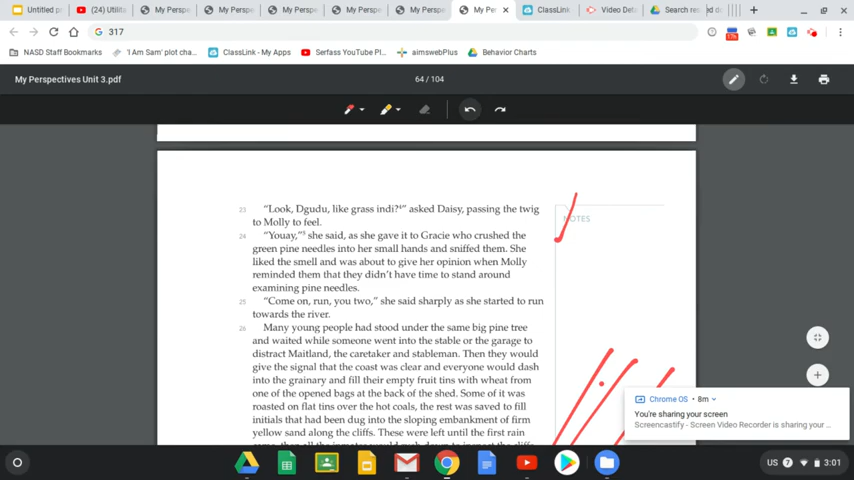 Untitled p
(24) Utilita
My Perspe
My Perspe
My Perspe
My Perspe
My Perspe
My Pe
ClassLink
Video Deta
Search res
317
NASD Staff Bookmarks
'I Am Sam' plot cha...
ClassLink - My Apps
Serfass YouTube Pl...
aimswebPlus
Behavior Charts
My Perspectives Unit 3.pdf
64 / 104
23 "Look, Dgudu, like grass indi?⁴" asked Daisy, passing the twig
to Molly to feel.
NOTES
24 "Youay,"⁵ she said, as she gave it to Gracie who crushed the
green pine needles into her small hands and sniffed them. She
liked the smell and was about to give her opinion when Molly
reminded them that they didn't have time to stand around
examining pine needles.
25 "Come on, run, you two," she said sharply as she started to run
towards the river.
26 Many young people had stood under the same big pine tree
and waited while someone went into the stable or the garage to
distract Maitland, the caretaker and stableman. Then they would
give the signal that the coast was clear and everyone would dash
into the grainary and fill their empty fruit tins with wheat from
one of the opened bags at the back of the shed. Some of it was
roasted on flat tins over the hot coals, the rest was saved to fill
initials that had been dug into the sloping embankment of firm
yellow sand along the cliffs. These were left until the first rain
Chrome OS • 8m
You're sharing your screen
Screencastify - Screen Video Recorder is sharing your ...
US 7 3:01